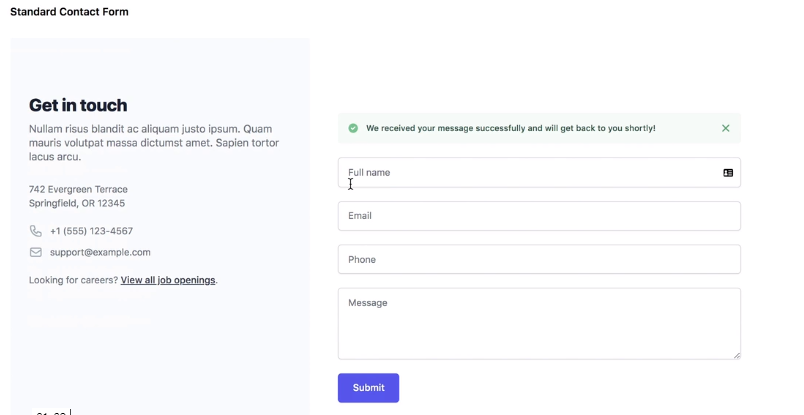 Standard Contact Form
Get in touch
Nullam risus blandit ac aliquam justo ipsum. Quam
mauris volutpat massa dictumst amet. Sapien tortor
lacus arcu.
742 Evergreen Terrace
Springfield, OR 12345
+1 (555) 123-4567
support@example.com
Looking for careers? View all job openings.
We received your message successfully and will get back to you shortly!
Full name
Email
Phone
Message
Submit